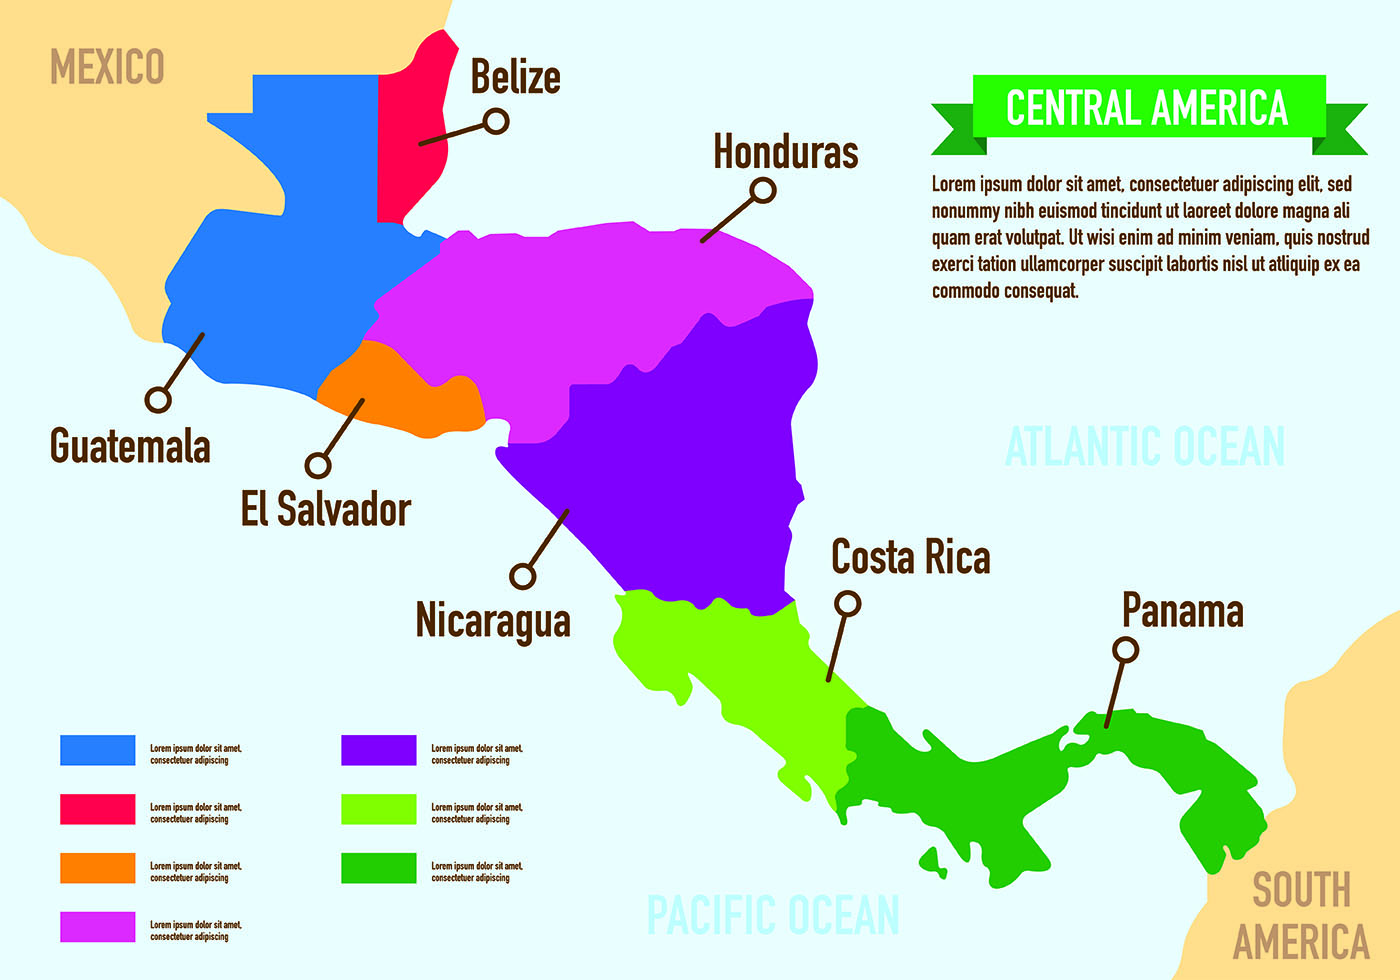 MEXICO
Belize
Honduras
CENTRAL AMERICA
Lorem ipsum dolor sit amet, consectetuer adipiscing elit, sed
nonummy nibh euismod tincidunt ut laoreet dolore magna ali
quam erat volutpat. Ut wisi enim ad minim veniam, quis nostrud
exerci tation ullamcorper suscipit labortis nisl ut atliquip ex ea
commodo consequat.
Guatemala
El Salvador
ATLANTIC OCEAN
Nicaragua
Costa Rica
Panama
Lorem ipsum dolor sit amet,
consectetuer adipiscing
Lorem ipsum dolor sit amet,
consectetuer adipiscing
Lorem ipsum dolor sit amet,
consectetuer adipiscing
Lorem ipsum dolor sit amet,
consectetuer adipiscing
Lorem ipsum dolor sit amet,
consectetuer adipiscing
Lorem ipsum dolor sit amet,
consectetuer adipiscing
Lorem ipsum dolor sit amet,
consectetuer adipiscing
PACIFIC OCEAN
SOUTH
AMERICA